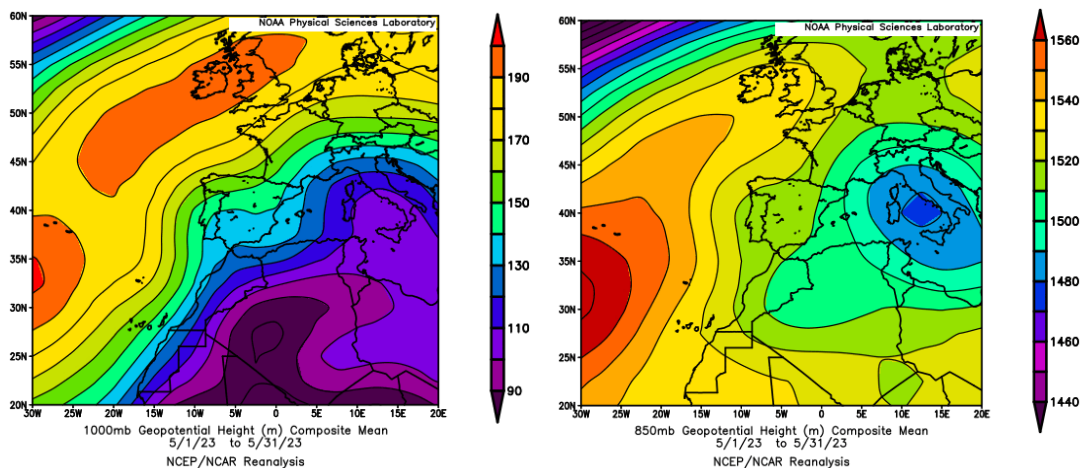 NOAA Physical Sciences Laboratory
60N
55N
50N
45N
40N
35N
30N
25N
20N
30W
25W
20W
15W
10W
5W
0
5E
10E
15E
20E
190
170
150
130
110
90
1000mb Geopotential Height (m) Composite Mean
5/1/23 to 5/31/23
NCEP/NCAR Reanalysis
NOAA Physical Sciences Laboratory
60N
55N
50N
45N
40N
35N
30N
25N
20N
30W
25W
20W
15W
10W
5W
0
5E
10E
15E
20E
1560
1540
1520
1500
1480
1460
1440
850mb Geopotential Height (m) Composite Mean
5/1/23 to 5/31/23
NCEP/NCAR Reanalysis